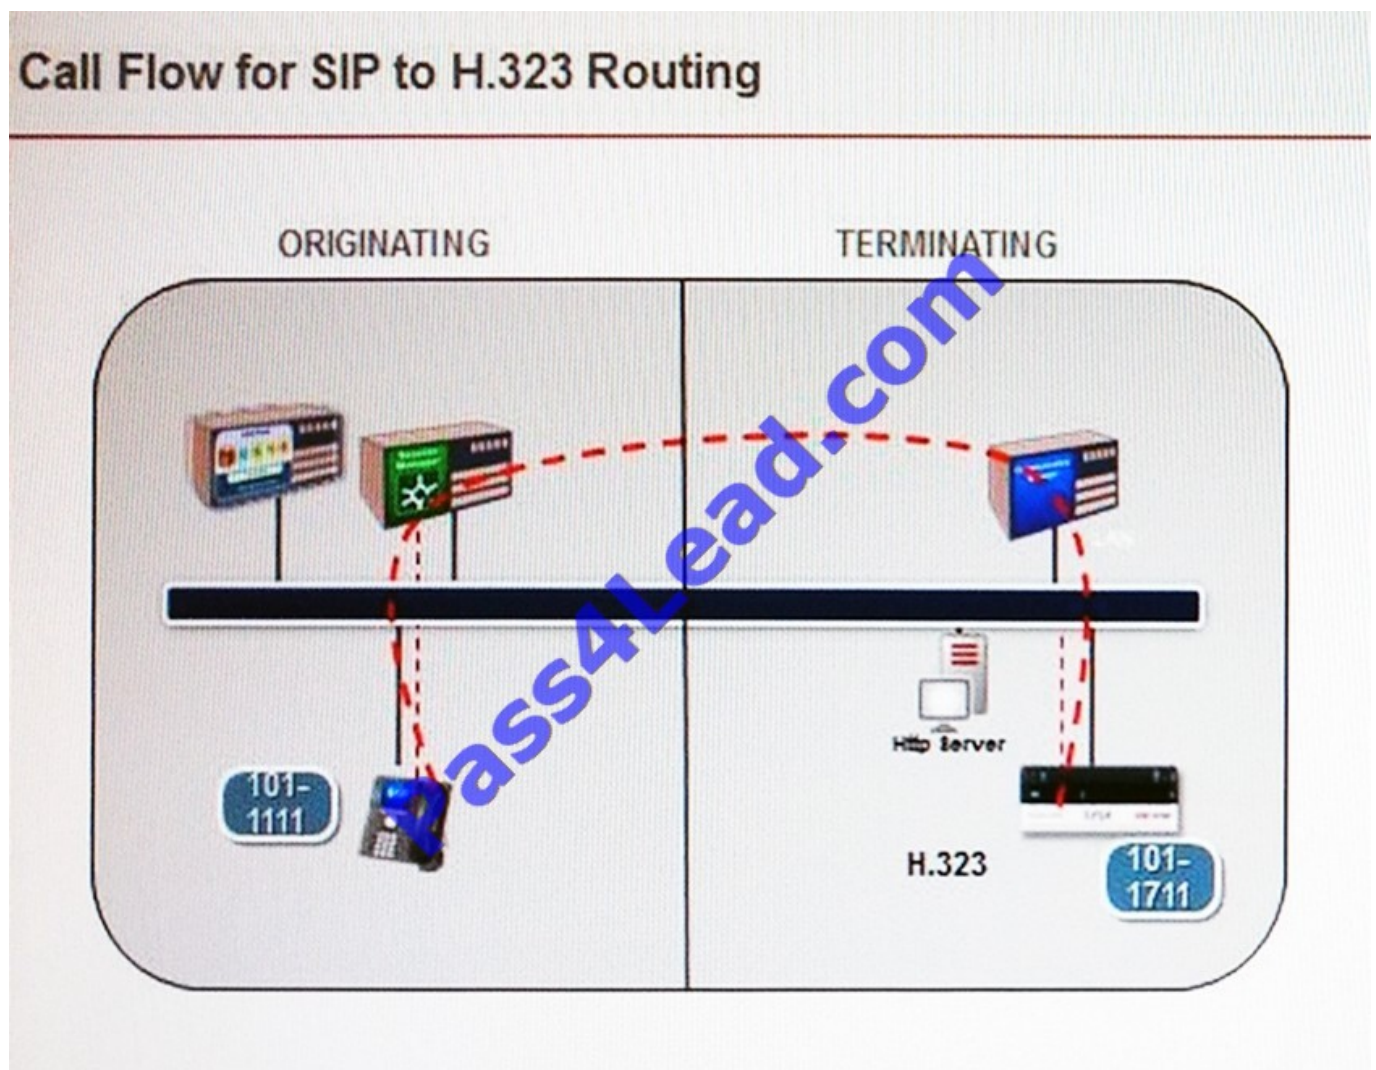 Call Flow for SIP to H.323 Routing
ORIGINATING
TERMINATING
Pass4Lead.com
Http Server
101-
1111
H.323
101-
1711